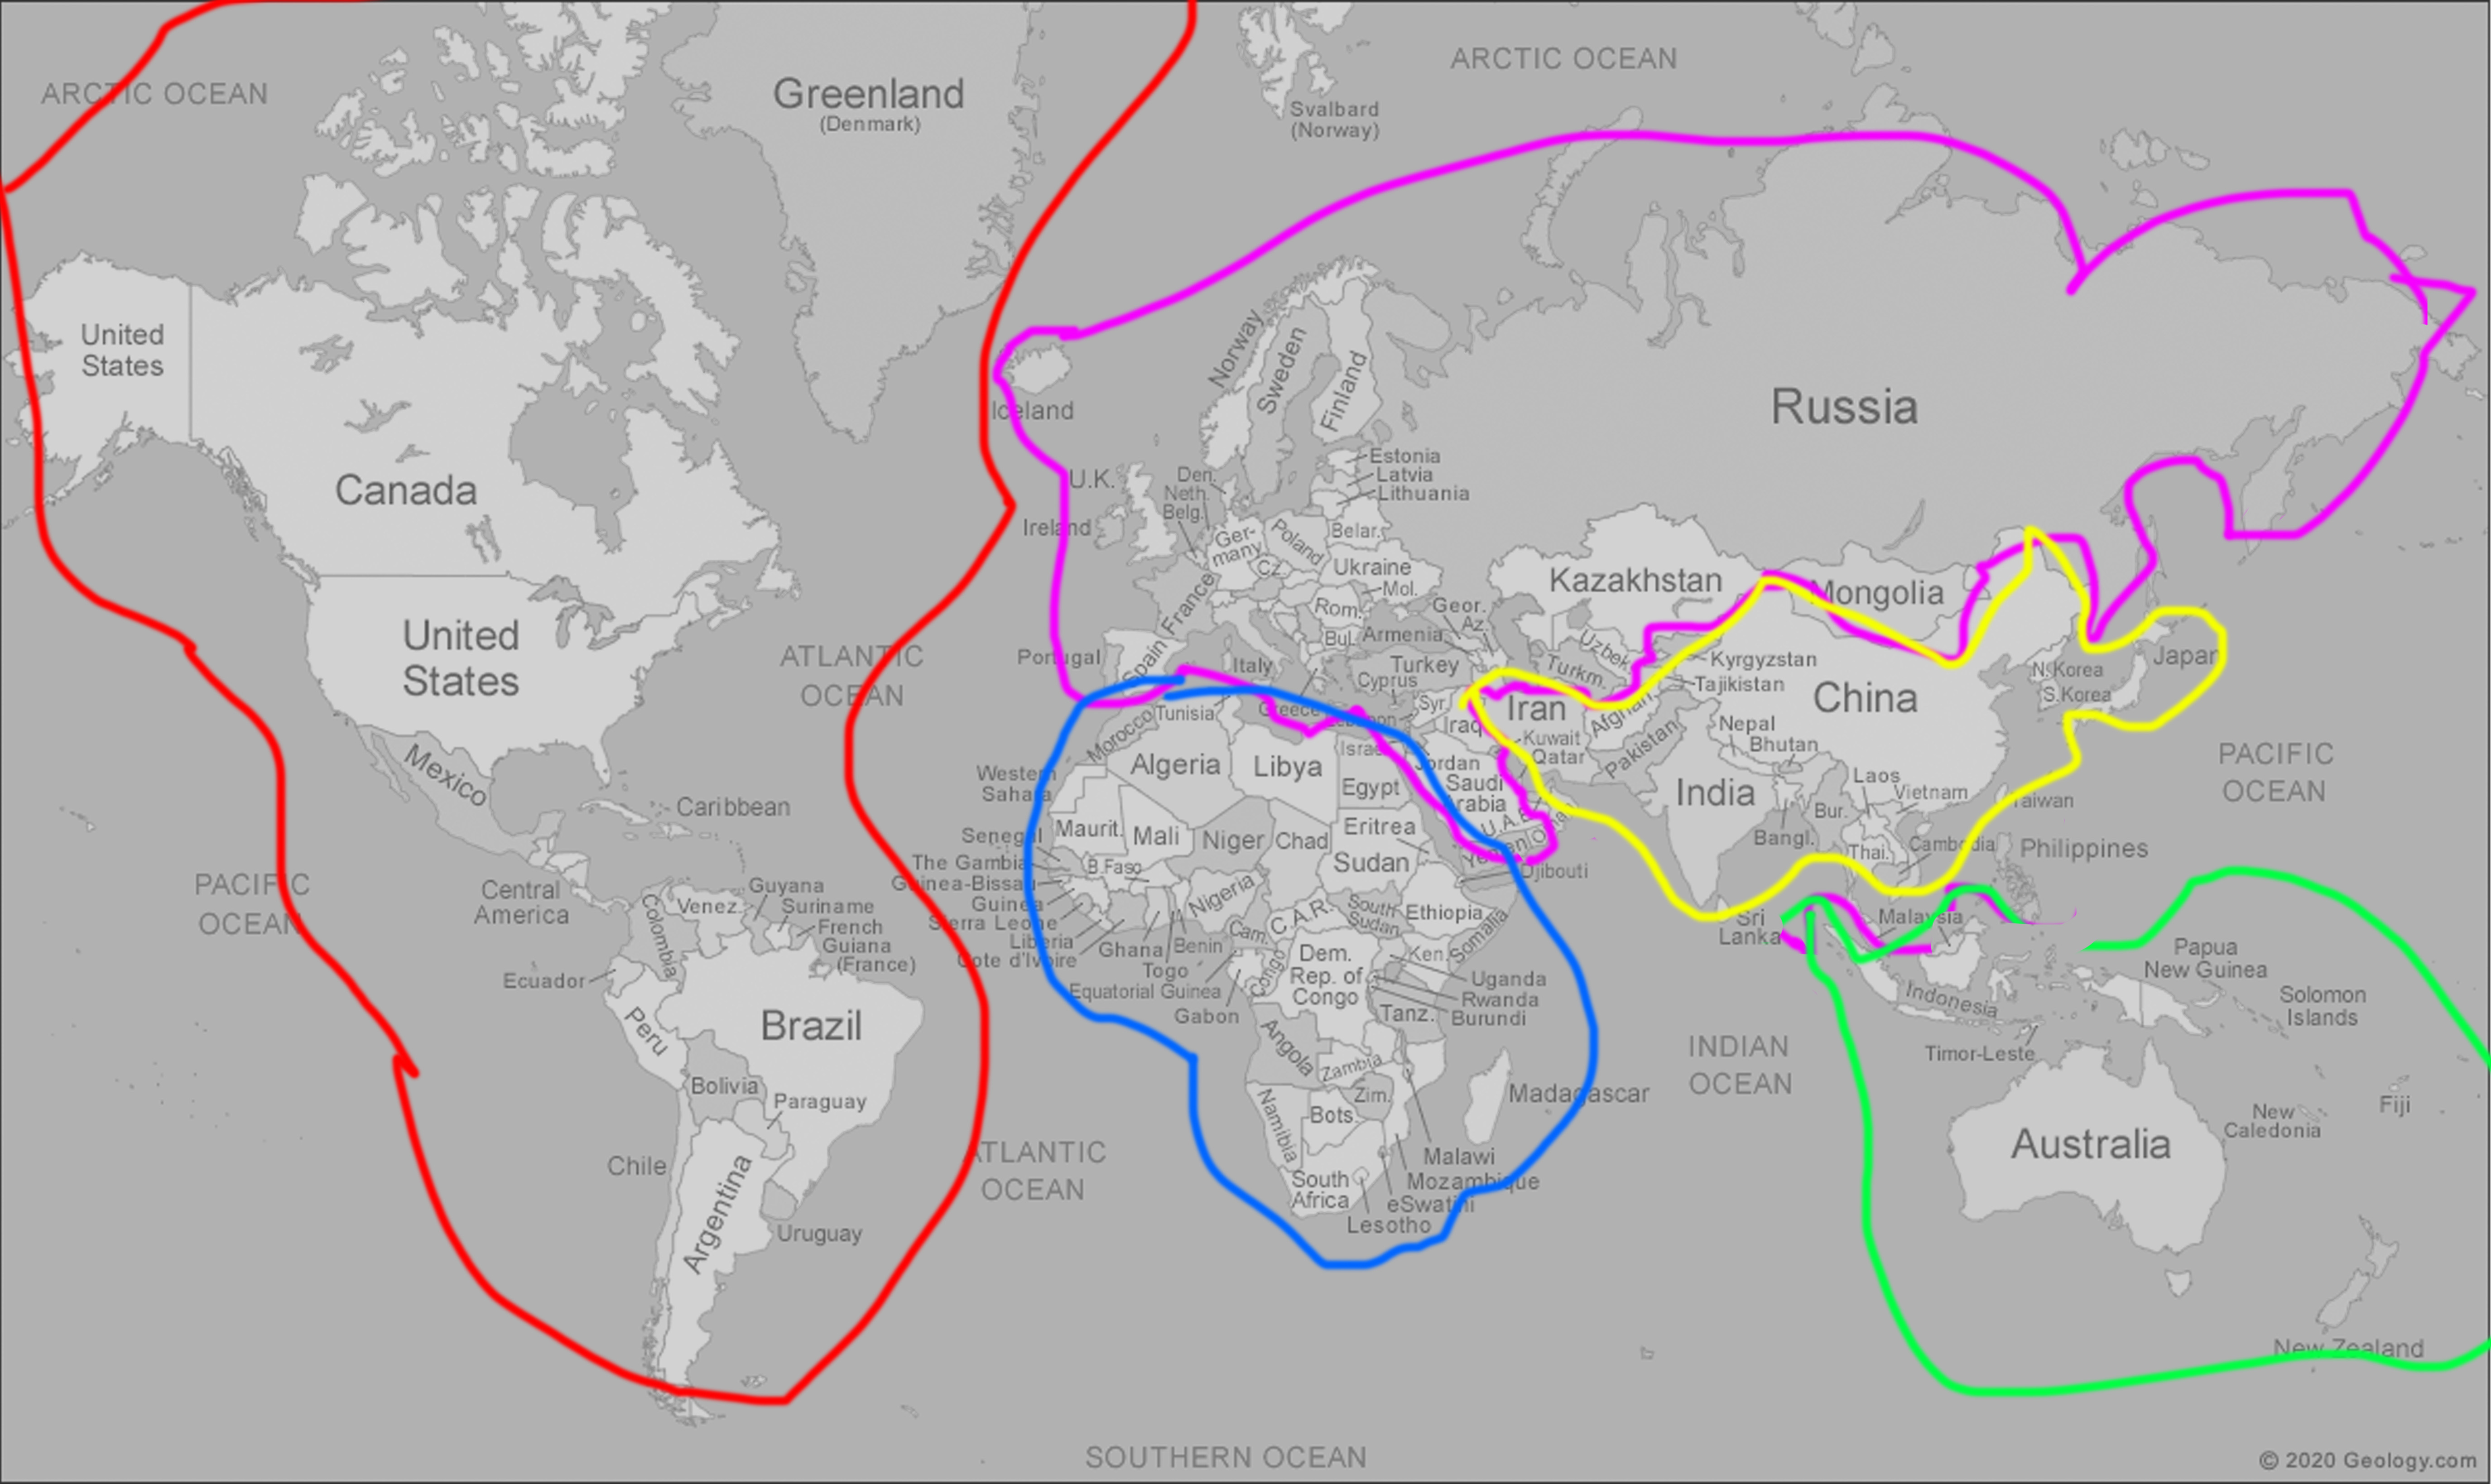 ARCTIC OCEAN
Greenland
(Denmark)
ARCTIC OCEAN
Svalbard
(Norway)
United
States
Canada
Iceland
Norway
Sweden
Finland
Russia
U.K.
Ireland
Den.
Neth.
Belg.
Estonia
Latvia
Lithuania
Belar.
Ger-
many
Poland
Cz.
Ukraine
Mol.
France
Rom.
Bul.
Geor.
Az.
Armenia
Kazakhstan
Mongolia
United
States
ATLANTIC
OCEAN
Portugal
Spain
Italy
Greece
Turkey
Cyprus
Syr.
Lebanon
Iraq
Iran
Israel
Jordan
Kuwait
Qatar
Uzbek.
Turkm.
Kyrgyzstan
Tajikistan
Afghan.
Pakistan
China
N.Korea
S.Korea
Japan
Nepal
Bhutan
India
Bangl.
Bur.
Laos
Vietnam
Taiwan
Thai.
Cambodia
Philippines
PACIFIC
OCEAN
Mexico
Caribbean
Central
America
PACIFIC
OCEAN
Morocco
Tunisia
Algeria
Libya
Egypt
Saudi
Arabia
U.A.E.
Oman
Yemen
Western
Sahara
Maurit.
Mali
Niger
Chad
Eritrea
Sudan
Djibouti
Senegal
The Gambia
Guinea-Bissau
Guinea
Sierra Leone
Liberia
Cote d'Ivoire
B.Faso
Ghana
Togo
Benin
Nigeria
Cam.
C.A.R.
South
Sudan
Ethiopia
Somalia
Equatorial Guinea
Gabon
Congo
Dem.
Rep. of
Congo
Ken.
Uganda
Rwanda
Burundi
Tanz.
Angola
Zambia
Zim.
Namibia
Bots.
Malawi
Mozambique
eSwatini
Lesotho
South
Africa
Madagascar
Guyana
Suriname
French
Guiana
(France)
Venez.
Colombia
Ecuador
Peru
Brazil
Bolivia
Paraguay
Chile
Argentina
Uruguay
ATLANTIC
OCEAN
Sri
Lanka
Malaysia
Indonesia
Timor-Leste
Papua
New Guinea
Solomon
Islands
INDIAN
OCEAN
Australia
New
Caledonia
Fiji
New Zealand
SOUTHERN OCEAN
© 2020 Geology.com